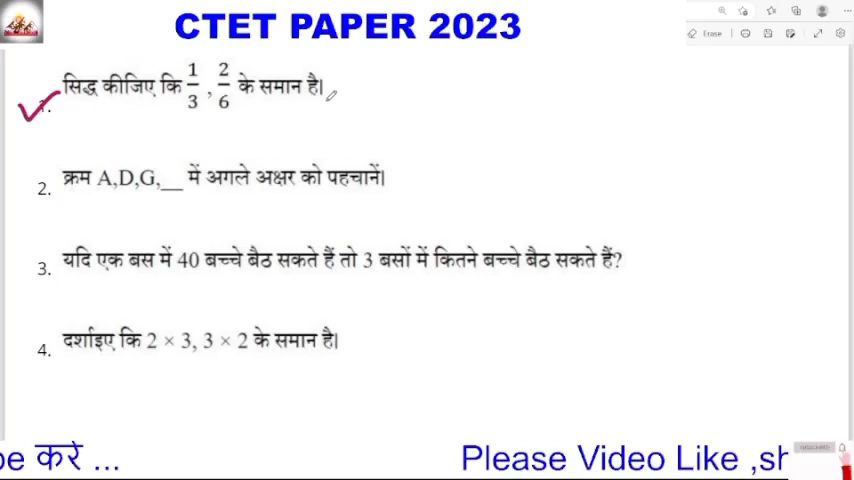 CTET PAPER 2023
Erase
1. सिद्ध कीजिए कि 1/3 , 2/6 के समान है।
2. क्रम A,D,G,__ में अगले अक्षर को पहचानें।
3. यदि एक बस में 40 बच्चे बैठ सकते हैं तो 3 बसों में कितने बच्चे बैठ सकते हैं?
4. दर्शाइए कि 2 × 3, 3 × 2 के समान है।
be करे ... Please Video Like ,sh